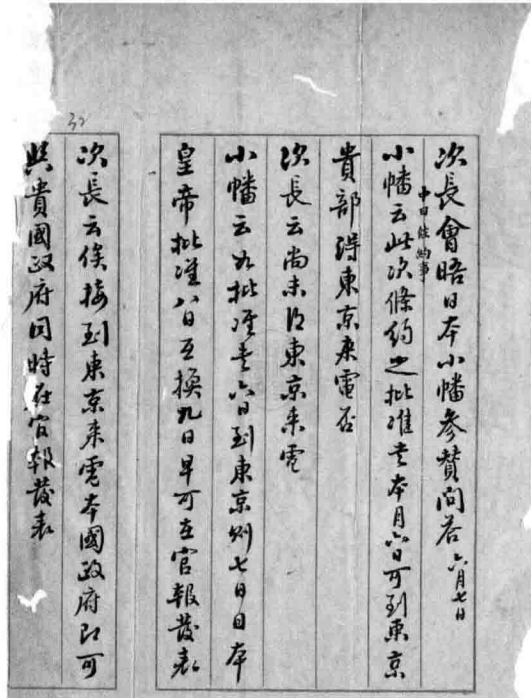 次長會晤日本小幡參贊問答 六月七日
中日條約事
小幡云此次條約之批准書本月六日可到東京
貴部得東京來電否
次長云尚未得東京來電
小幡云如批准書六日到東京則七日日本
皇帝批准八日互換九日早可在官報發表
次長云俟接到東京來電本國政府即可
與貴國政府同時在官報發表
32